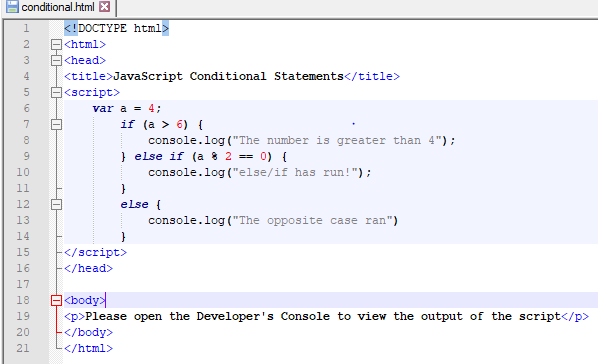 conditional.html
1 <!DOCTYPE html>
2 <html>
3 <head>
4 <title>JavaScript Conditional Statements</title>
5 <script>
6 var a = 4;
7 if (a > 6) {
8 console.log("The number is greater than 4");
9 } else if (a % 2 == 0) {
10 console.log("else/if has run!");
11 }
12 else {
13 console.log("The opposite case ran")
14 }
15 </script>
16 </head>
17
18 <body>
19 <p>Please open the Developer's Console to view the output of the script</p>
20 </body>
21 </html>